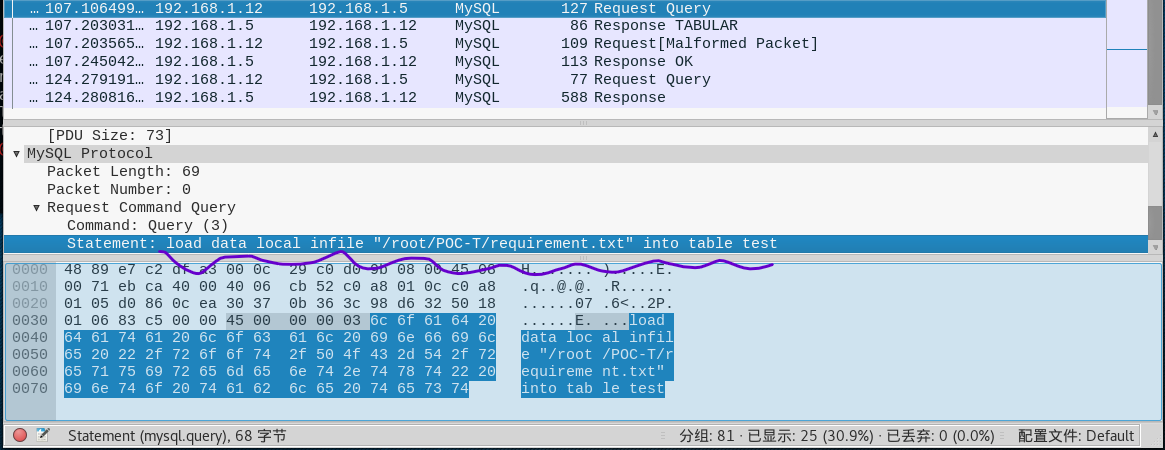 … 107.106499… 192.168.1.12 192.168.1.5 MySQL 127 Request Query
… 107.203031… 192.168.1.5 192.168.1.12 MySQL 86 Response TABULAR
… 107.203565… 192.168.1.12 192.168.1.5 MySQL 109 Request[Malformed Packet]
… 107.245042… 192.168.1.5 192.168.1.12 MySQL 113 Response OK
… 124.279191… 192.168.1.12 192.168.1.5 MySQL 77 Request Query
… 124.280816… 192.168.1.5 192.168.1.12 MySQL 588 Response
[PDU Size: 73]
MySQL Protocol
Packet Length: 69
Packet Number: 0
Request Command Query
Command: Query (3)
Statement: load data local infile "/root/POC-T/requirement.txt" into table test
0000 48 89 e7 c2 df a3 00 0c 29 c0 d0 9b 08 00 45 08 H....... ).....E.
0010 00 71 eb ca 40 00 40 06 cb 52 c0 a8 01 0c c0 a8 .q..@.@. .R......
0020 01 05 d0 86 0c ea 30 37 0b 36 3c 98 d6 32 50 18 ......07 .6<..2P.
0030 01 06 83 c5 00 00 45 00 00 00 03 6c 6f 61 64 20 ......E. ...load
0040 64 61 74 61 20 6c 6f 63 61 6c 20 69 6e 66 69 6c data loc al infil
0050 65 20 22 2f 72 6f 6f 74 2f 50 4f 43 2d 54 2f 72 e "/root /POC-T/r
0060 65 71 75 69 72 65 6d 65 6e 74 2e 74 78 74 22 20 equireme nt.txt"
0070 69 6e 74 6f 20 74 61 62 6c 65 20 74 65 73 74 into tab le test
Statement (mysql.query), 68 字节 分组: 81 · 已显示: 25 (30.9%) · 已丢弃: 0 (0.0%) 配置文件: Default